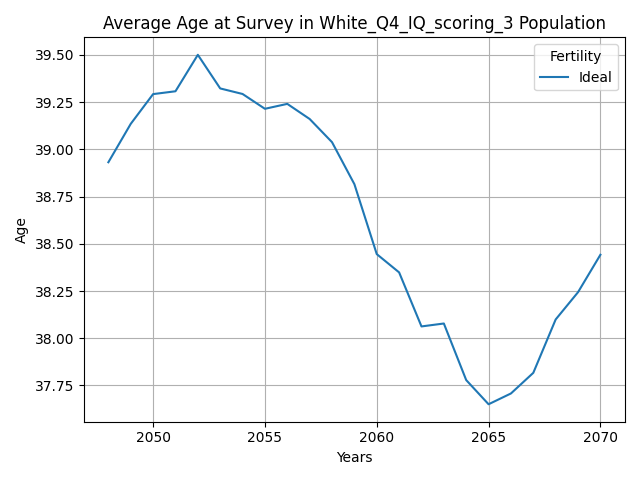 Average Age at Survey in White_Q4_IQ_scoring_3 Population
Fertility
Ideal
39.50
39.25
39.00
38.75
38.50
38.25
38.00
37.75
Age
2050
2055
2060
2065
2070
Years